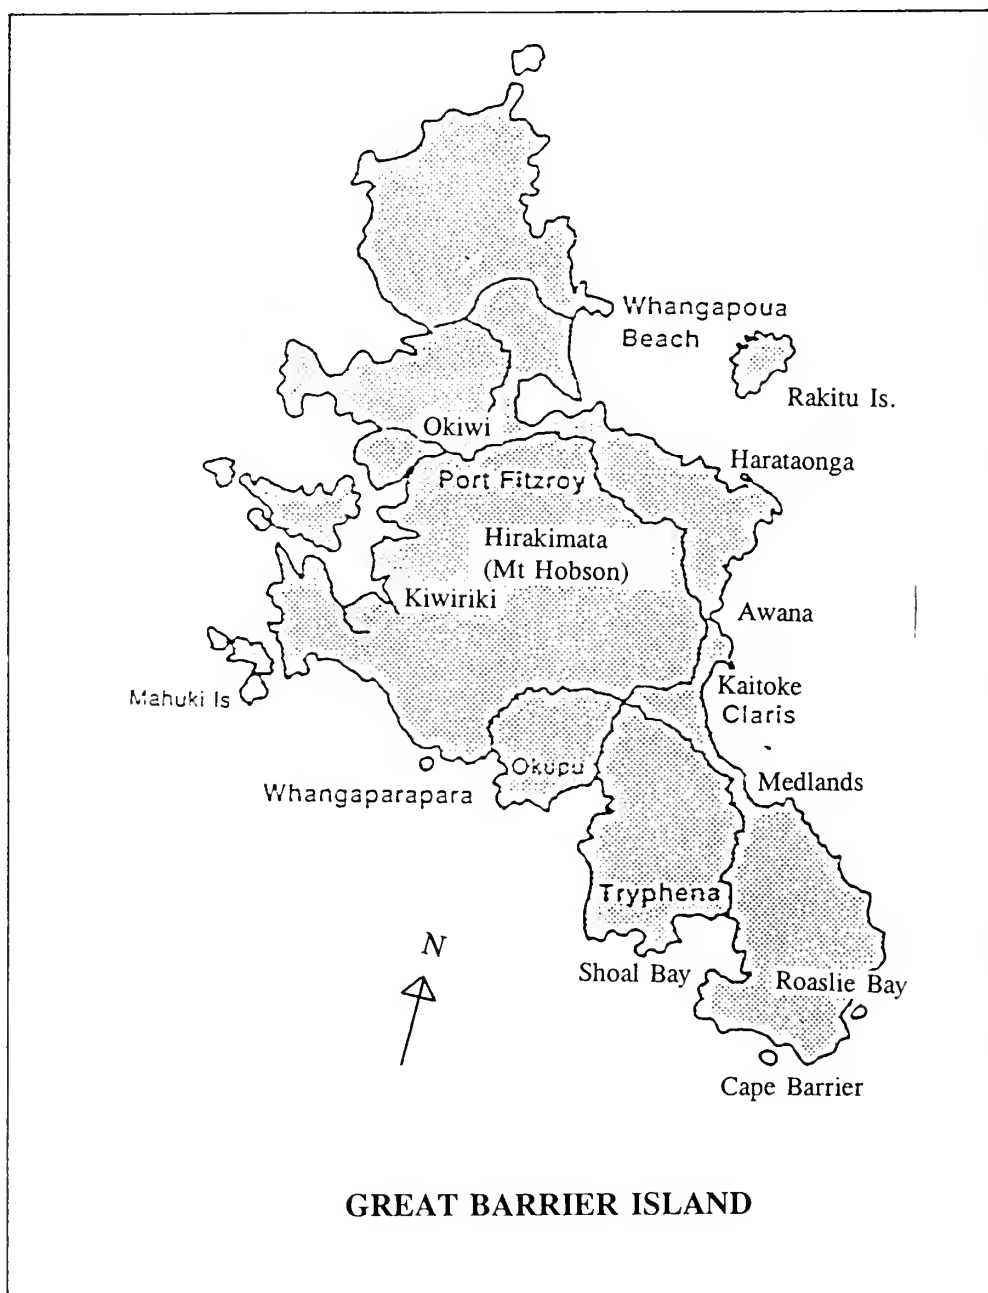 Whangapoua
Beach
Rakitu Is.
Okiwi
Harataonga
Port Fitzroy
Hirakimata
(Mt Hobson)
Kiwiriki
Awana
Mahuki Is
Kaitoke
Claris
Okupu
Whangaparapara
Medlands
Tryphena
N
Shoal Bay
Roaslie Bay
Cape Barrier
GREAT BARRIER ISLAND